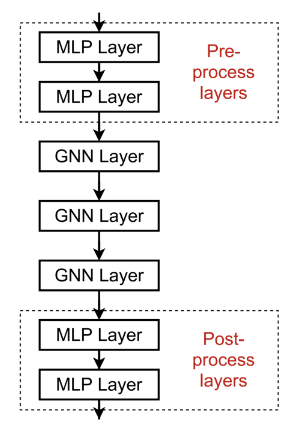 MLP Layer
MLP Layer
Pre-
process
layers
GNN Layer
GNN Layer
GNN Layer
MLP Layer
MLP Layer
Post-
process
layers